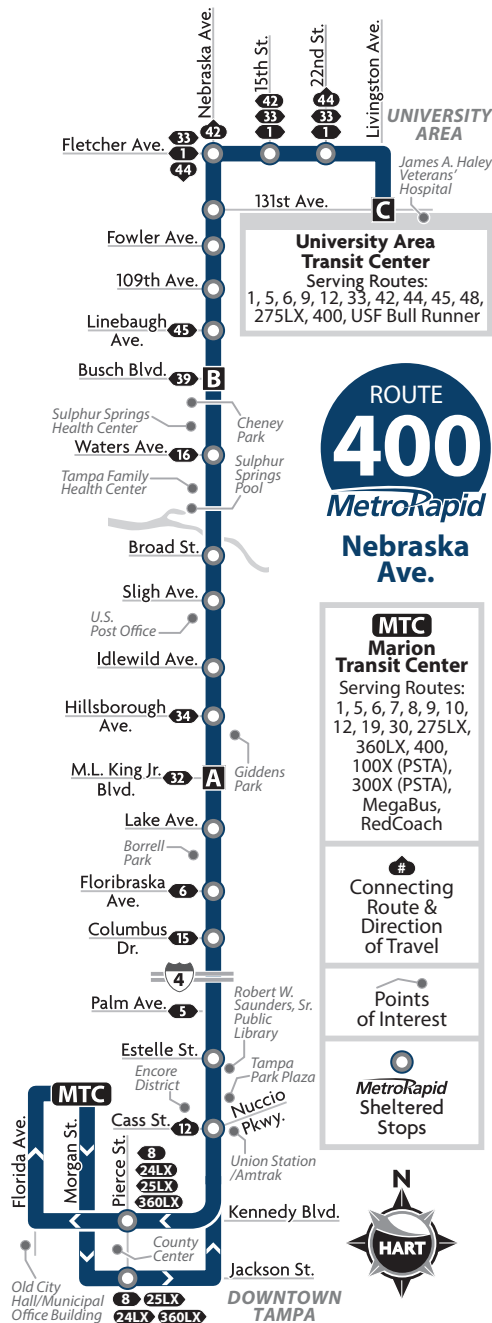 Nebraska Ave.
15th St.
22nd St.
Livingston Ave.
42
33
1
44
33
1
UNIVERSITY
AREA
Fletcher Ave.
33
1
44
42
James A. Haley
Veterans'
Hospital
131st Ave.
C
Fowler Ave.
University Area
Transit Center
Serving Routes:
1, 5, 6, 9, 12, 33, 42, 44, 45, 48,
275LX, 400, USF Bull Runner
109th Ave.
Linebaugh
Ave.
45
Busch Blvd.
39
B
Sulphur Springs
Health Center
Cheney
Park
Waters Ave.
16
Tampa Family
Health Center
Sulphur
Springs
Pool
ROUTE
400
MetroRapid
Nebraska
Ave.
Broad St.
Sligh Ave.
U.S.
Post Office
Idlewild Ave.
Hillsborough
Ave.
34
Giddens
Park
M.L. King Jr.
Blvd.
32
A
Lake Ave.
Borrell
Park
Floribraska
Ave.
6
Columbus
Dr.
15
4
Palm Ave.
5
Robert W.
Saunders, Sr.
Public
Library
Estelle St.
Encore
District
Tampa
Park Plaza
Nuccio
Pkwy.
Cass St.
12
Union Station
/Amtrak
MTC
Florida Ave.
Morgan St.
Pierce St.
8
24LX
25LX
360LX
Kennedy Blvd.
County
Center
Jackson St.
Old City
Hall/Municipal
Office Building
8
25LX
24LX
360LX
DOWNTOWN
TAMPA
MTC
Marion
Transit Center
Serving Routes:
1, 5, 6, 7, 8, 9, 10,
12, 19, 30, 275LX,
360LX, 400,
100X (PSTA),
300X (PSTA),
MegaBus,
RedCoach
#
Connecting
Route &
Direction
of Travel
Points
of Interest
MetroRapid
Sheltered
Stops
N
HART